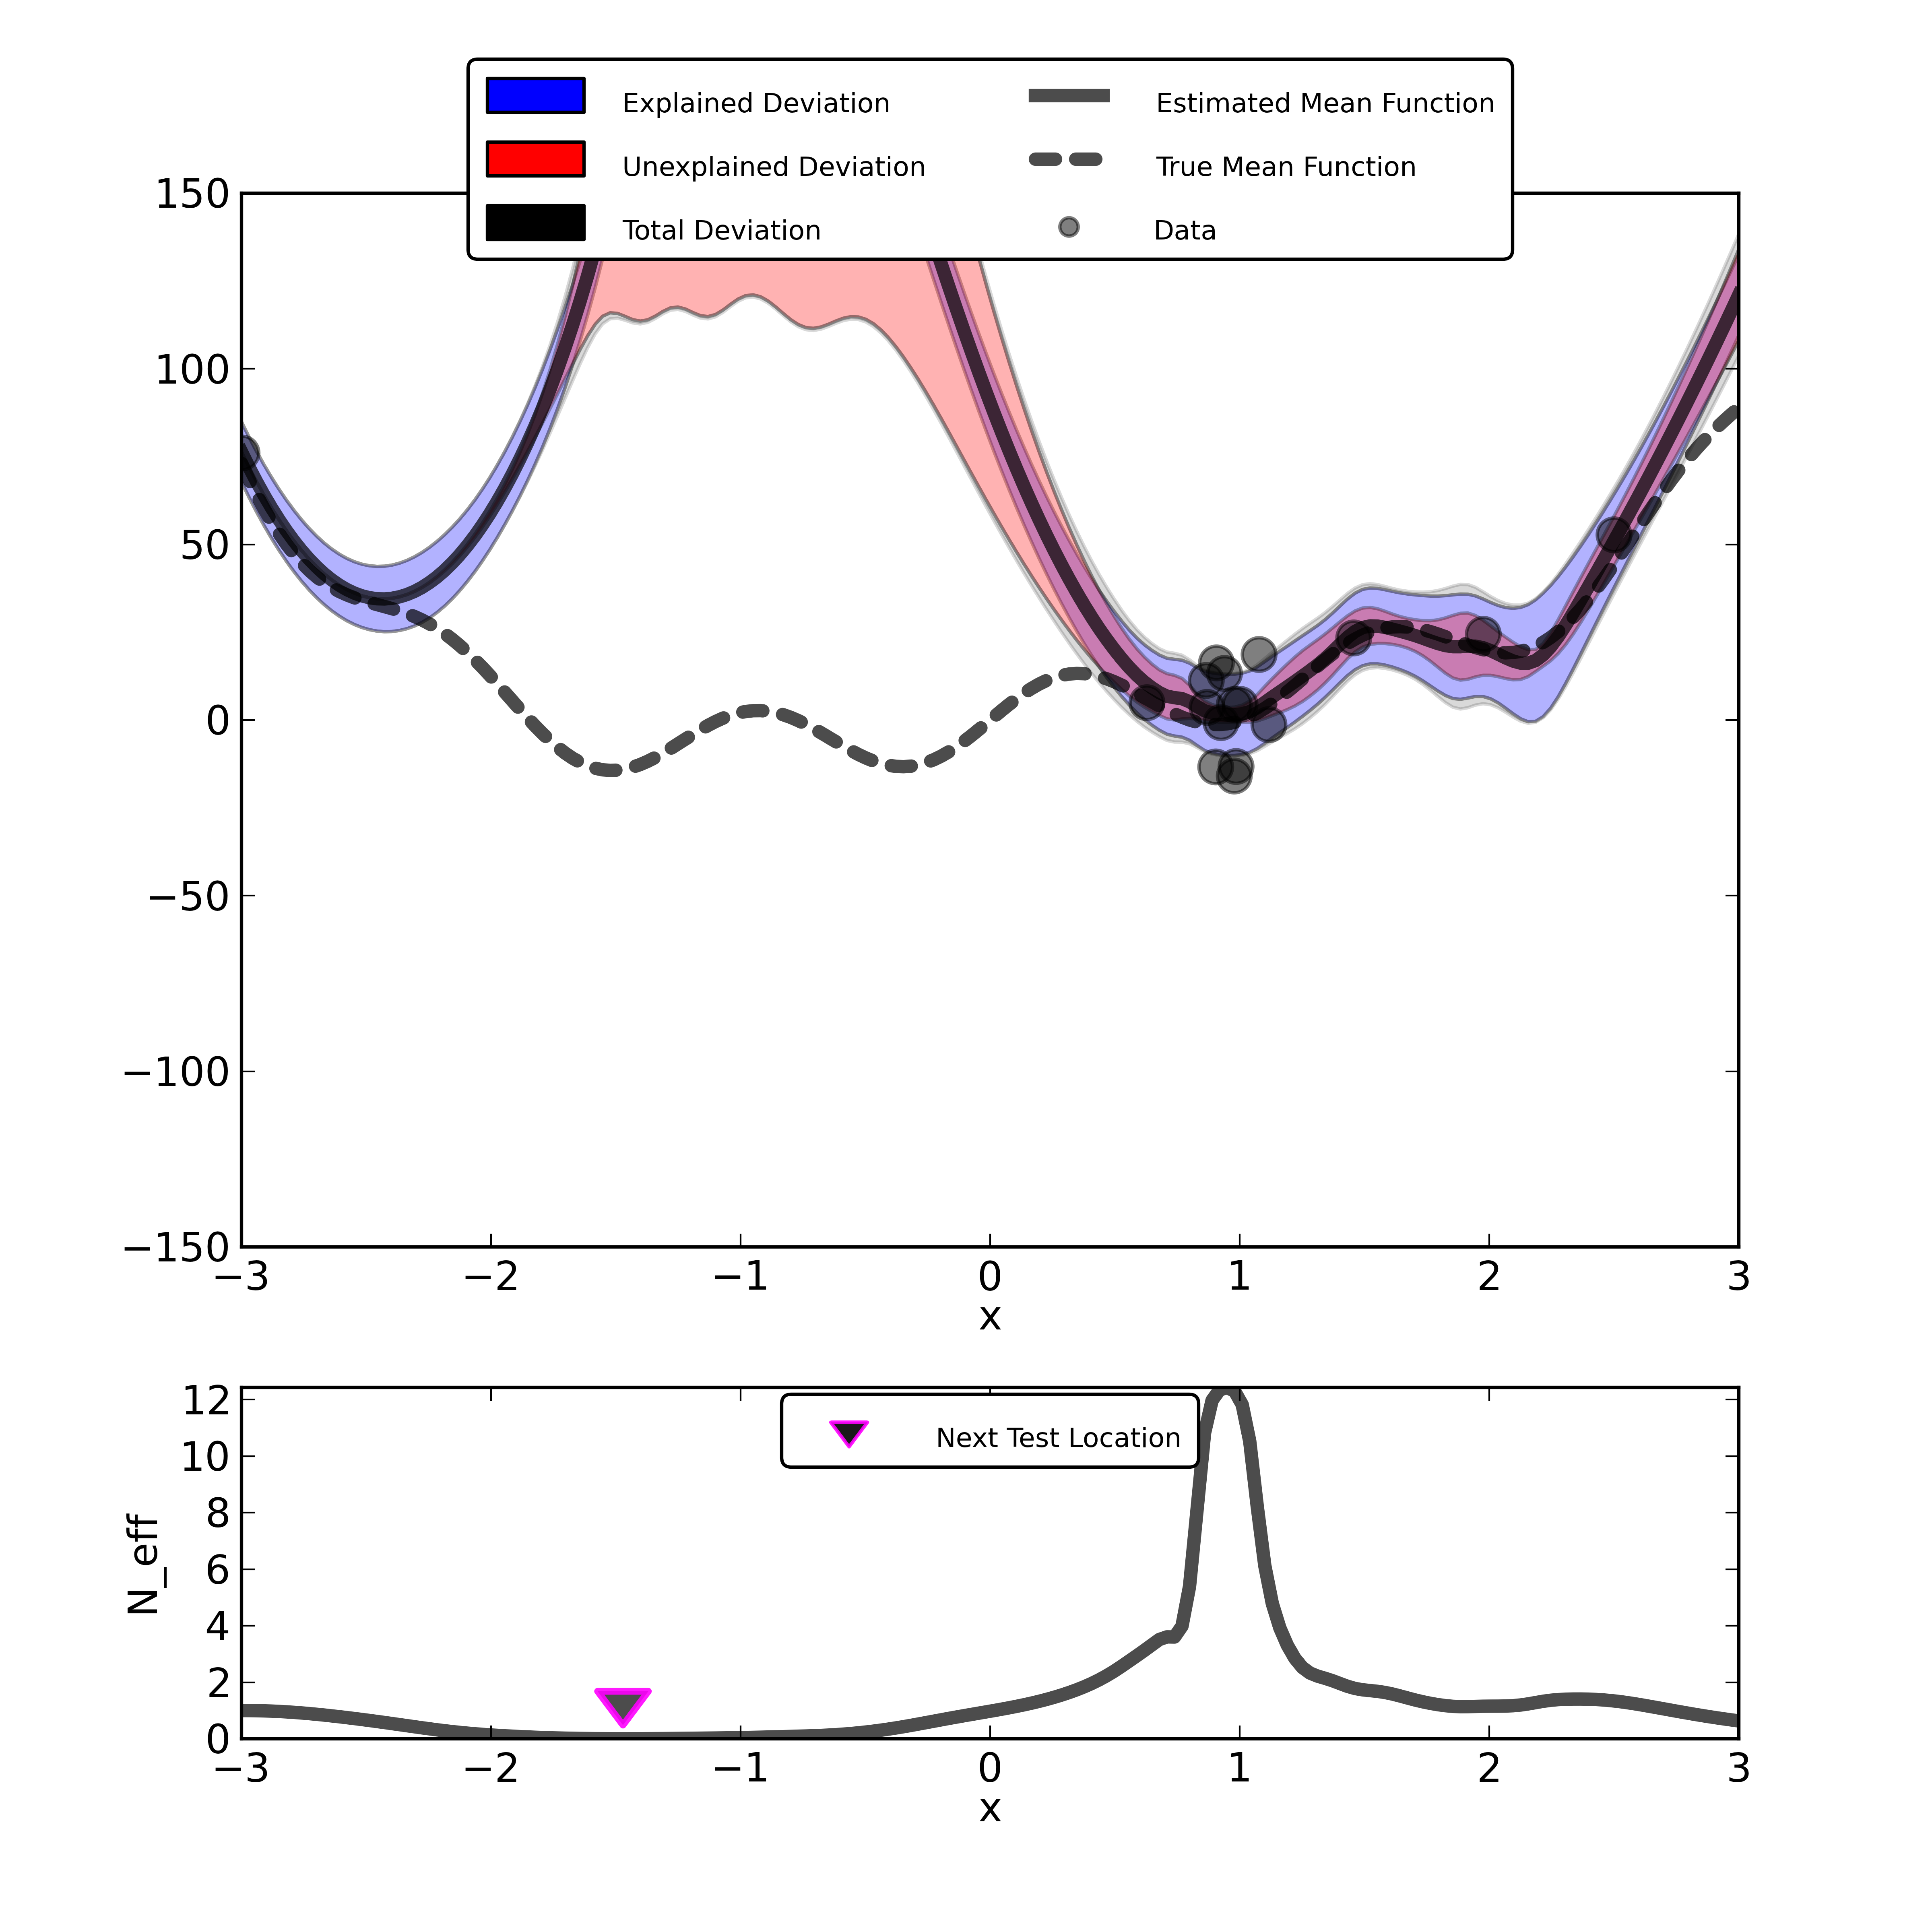 Explained Deviation
Unexplained Deviation
Total Deviation
Estimated Mean Function
True Mean Function
Data
150
100
50
0
−50
−100
−150
−3 −2 −1 0 1 2 3
x
Next Test Location
N_eff
12
10
8
6
4
2
0
−3 −2 −1 0 1 2 3
x